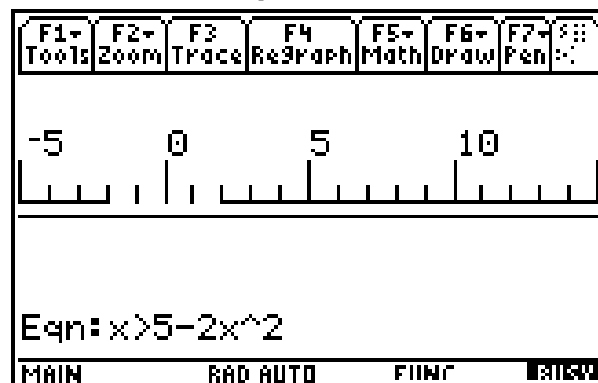 F1▾ F2▾ F3 F4 F5▾ F6▾ F7▾
Tools Zoom Trace ReGraph Math Draw Pen
-5 0 5 10
Eqn:x>5-2x^2
MAIN RAD AUTO FUNC BUSY